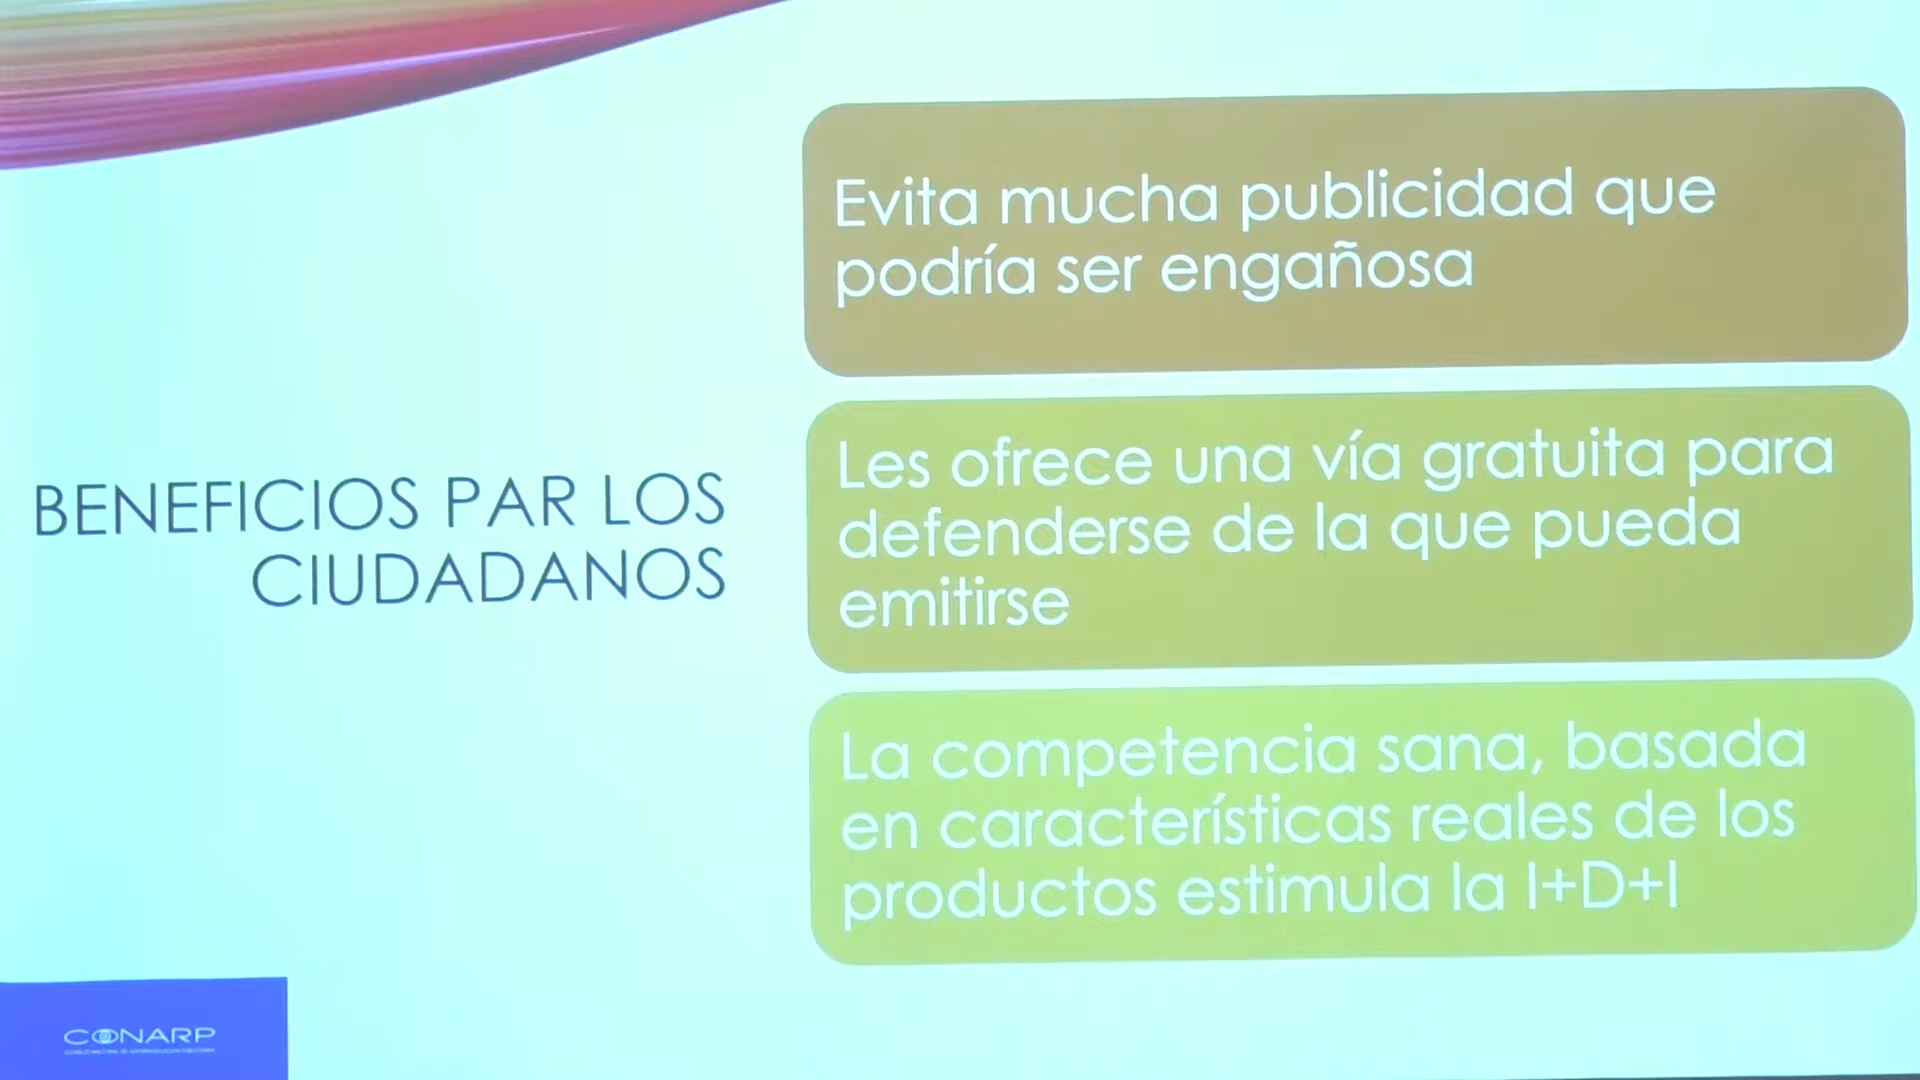 BENEFICIOS PAR LOS
CIUDADANOS
Evita mucha publicidad que
podría ser engañosa
Les ofrece una vía gratuita para
defenderse de la que pueda
emitirse
La competencia sana, basada
en características reales de los
productos estimula la I+D+I
CONARP